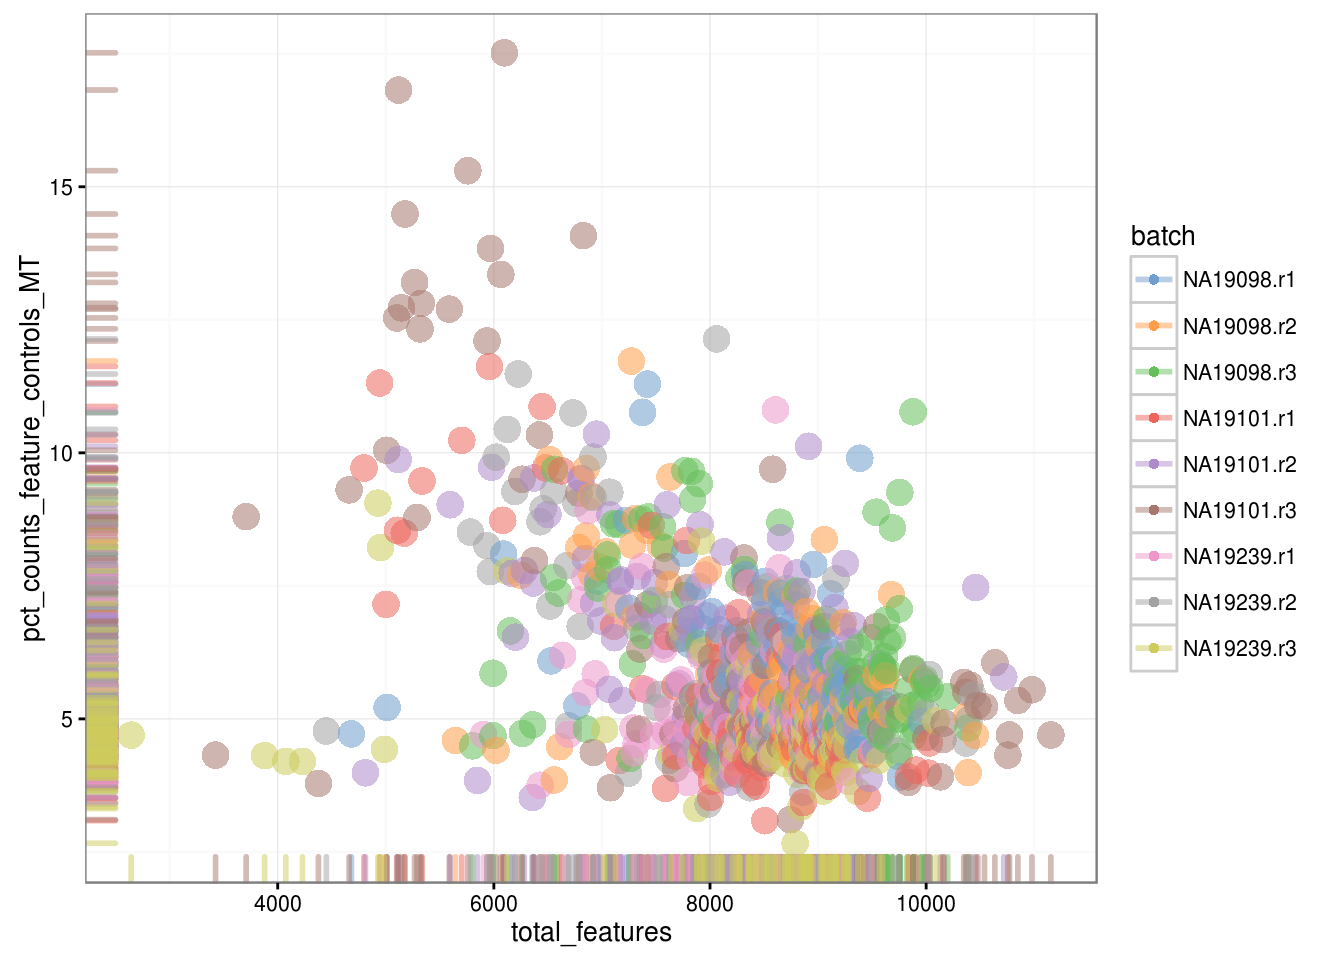 pct_counts_feature_controls_MT
15
10
5
4000
6000
8000
10000
total_features
batch
NA19098.r1
NA19098.r2
NA19098.r3
NA19101.r1
NA19101.r2
NA19101.r3
NA19239.r1
NA19239.r2
NA19239.r3